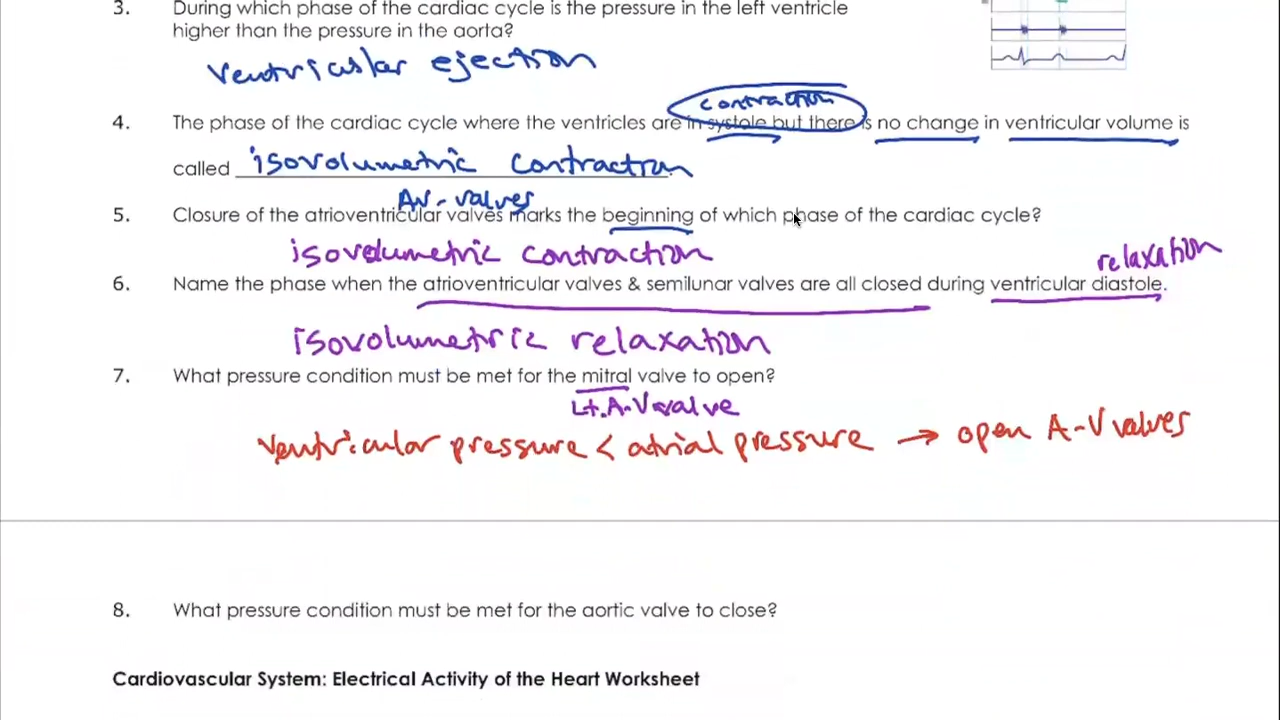 3. During which phase of the cardiac cycle is the pressure in the left ventricle
higher than the pressure in the aorta?
ventricular ejection
contraction
4. The phase of the cardiac cycle where the ventricles are in systole but there is no change in ventricular volume is
called isovolumetric contraction
AV-valves
5. Closure of the atrioventricular valves marks the beginning of which phase of the cardiac cycle?
isovolumetric contraction
relaxation
6. Name the phase when the atrioventricular valves & semilunar valves are all closed during ventricular diastole.
isovolumetric relaxation
7. What pressure condition must be met for the mitral valve to open?
Lt. A-V valve
ventricular pressure < atrial pressure → open A-V valves
8. What pressure condition must be met for the aortic valve to close?
Cardiovascular System: Electrical Activity of the Heart Worksheet